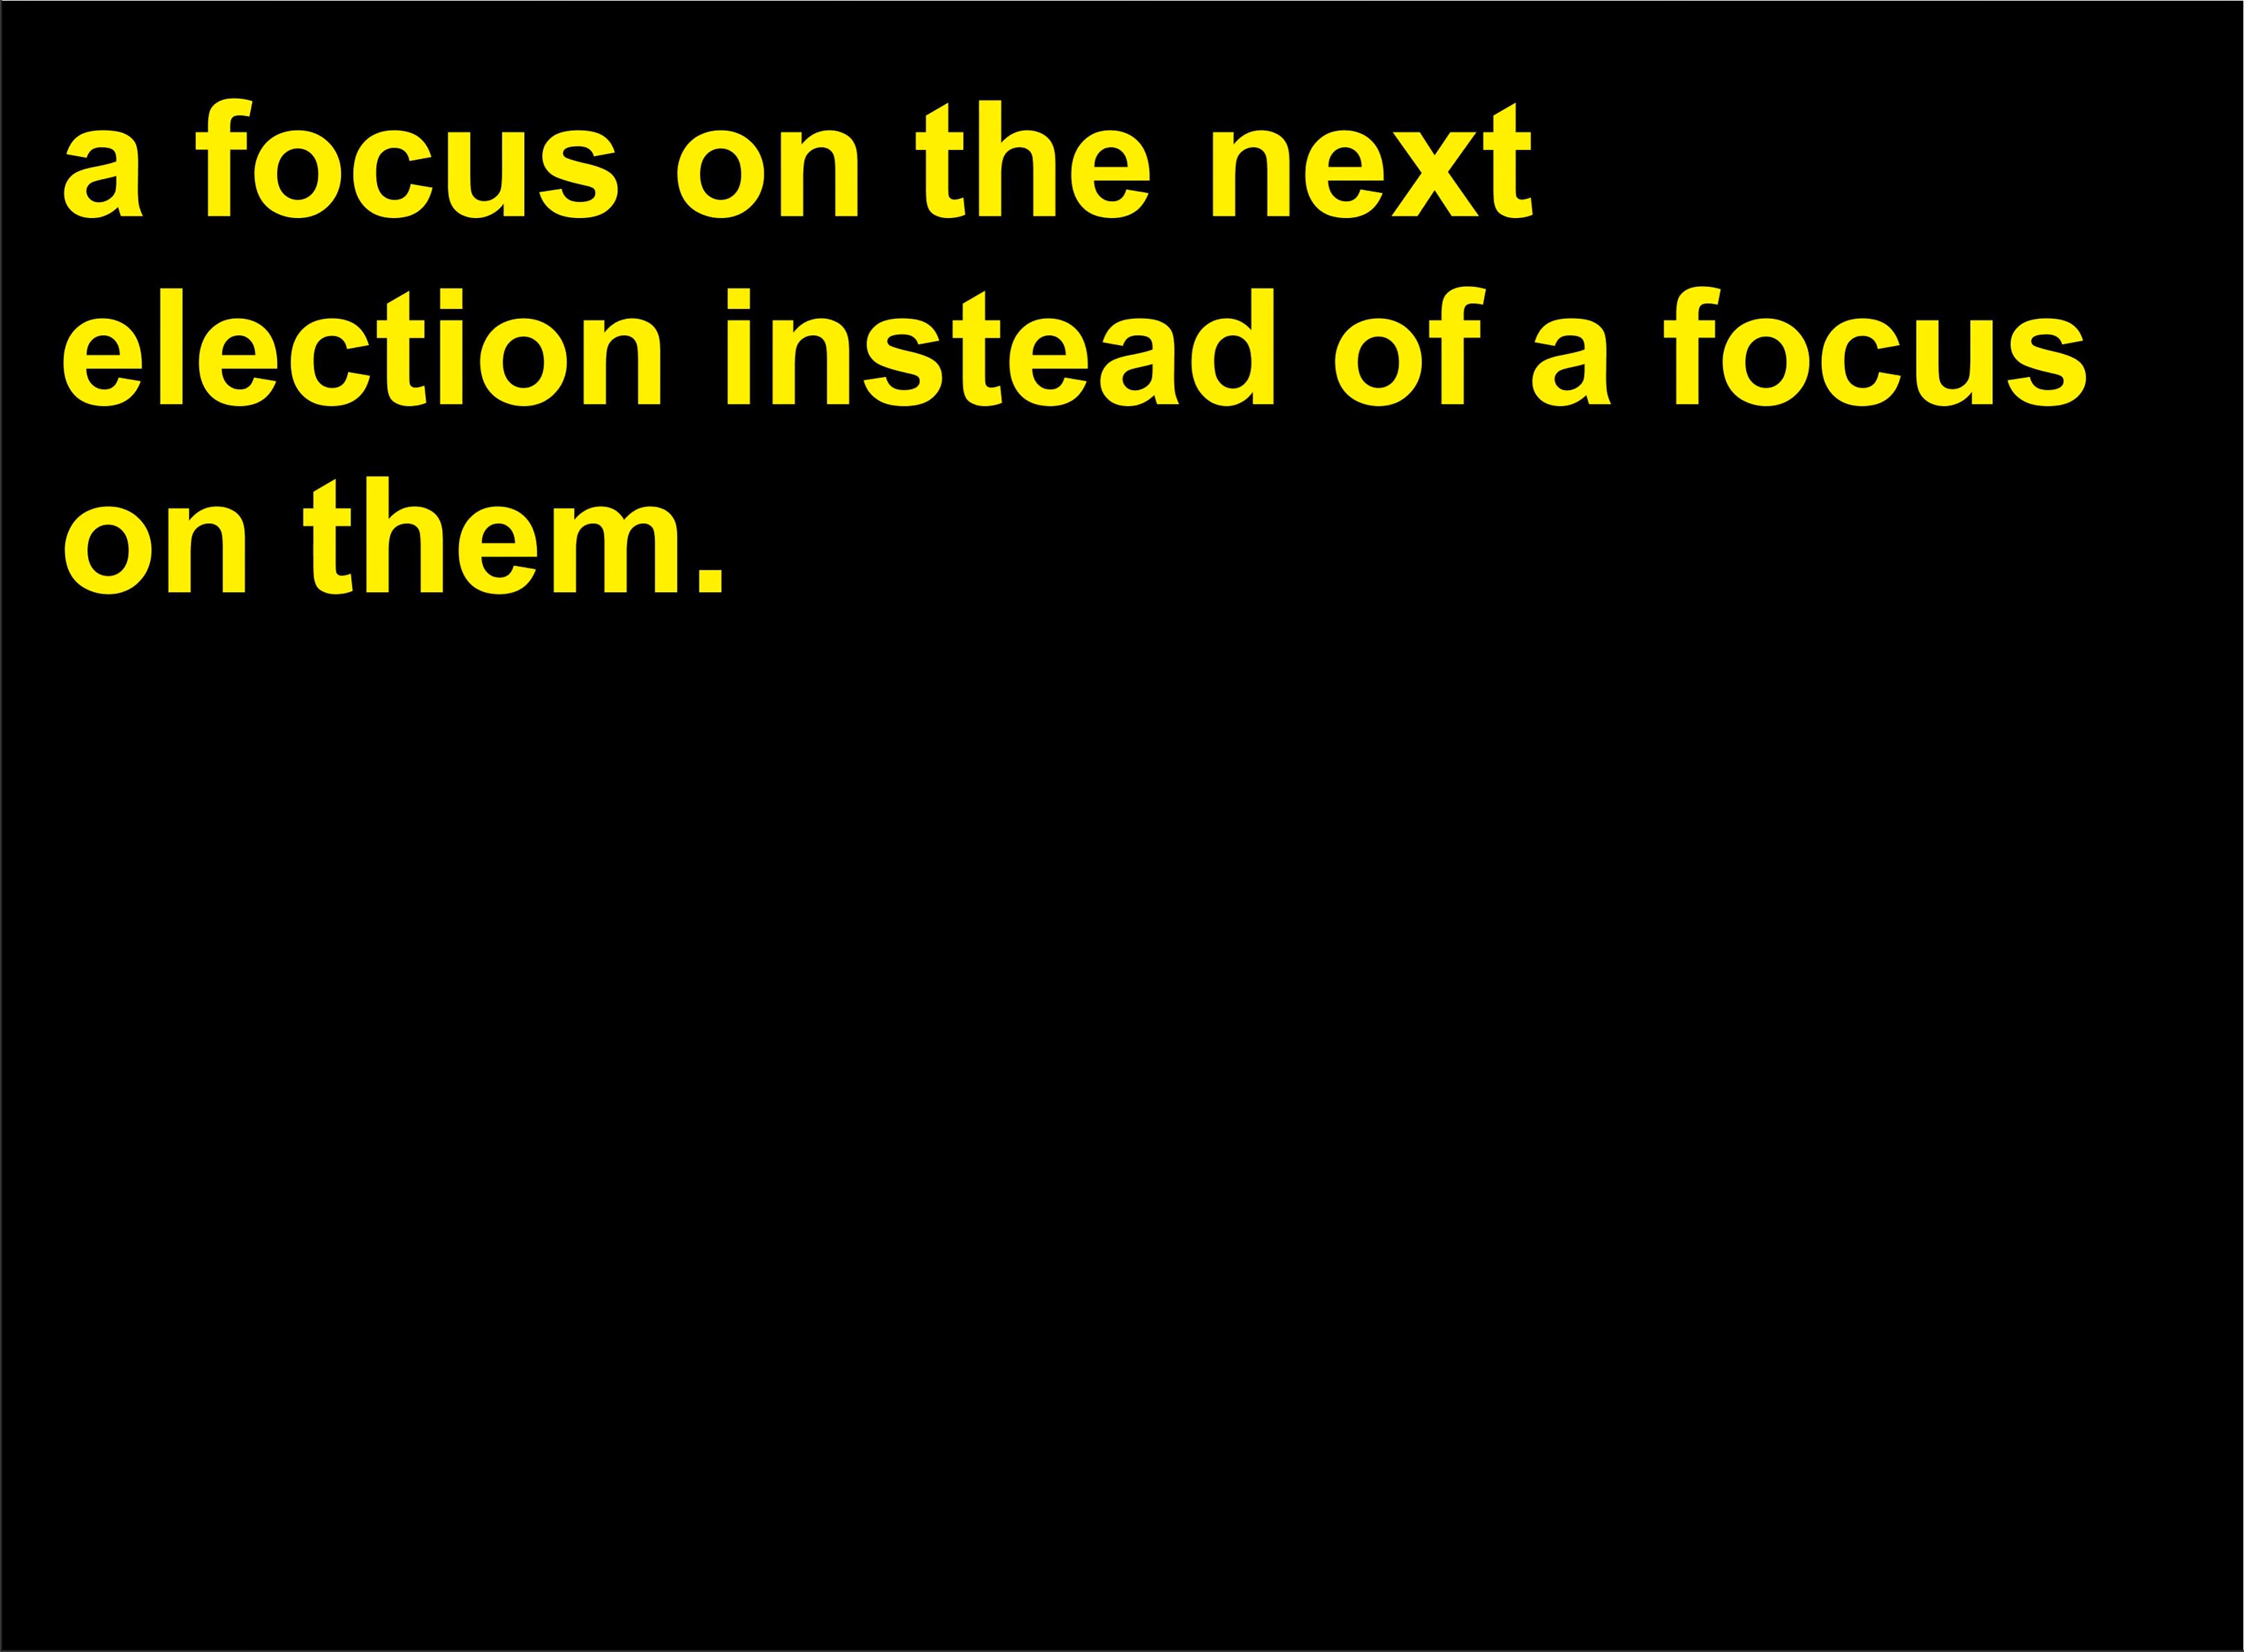 a focus on the next
election instead of a focus
on them.